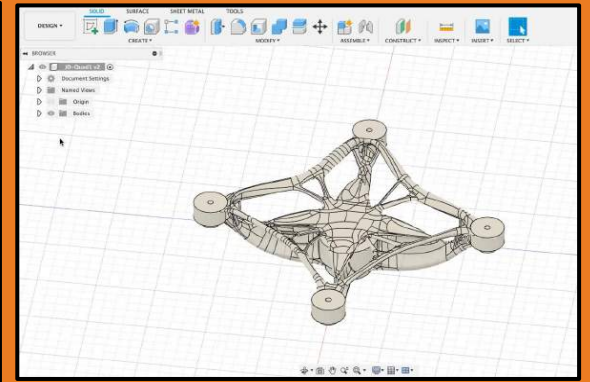 SOLID SURFACE SHEET METAL TOOLS
DESIGN
CREATE MODIFY ASSEMBLE CONSTRUCT INSPECT INSERT SELECT
BROWSER
Document Settings
Named Views
Origin
Bodies